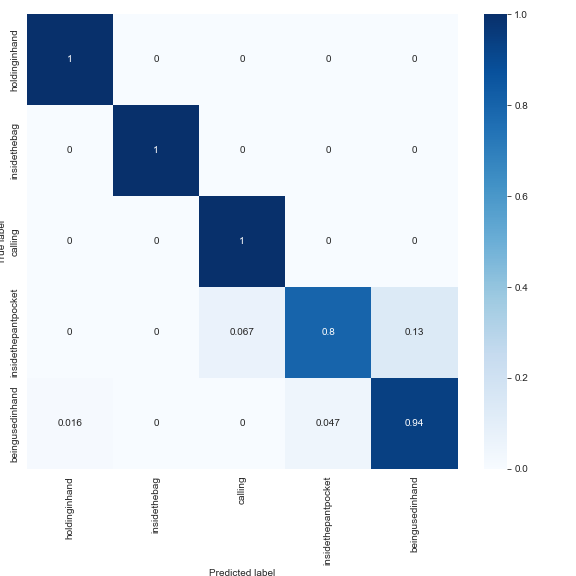 holdinginhand 1 0 0 0 0
insidethebag 0 1 0 0 0
calling 0 0 1 0 0
insidethepantpocket 0 0 0.067 0.8 0.13
beingusedinhand 0.016 0 0 0.047 0.94
True label
holdinginhand
insidethebag
calling
insidethepantpocket
beingusedinhand
Predicted label
1.0
0.8
0.6
0.4
0.2
0.0